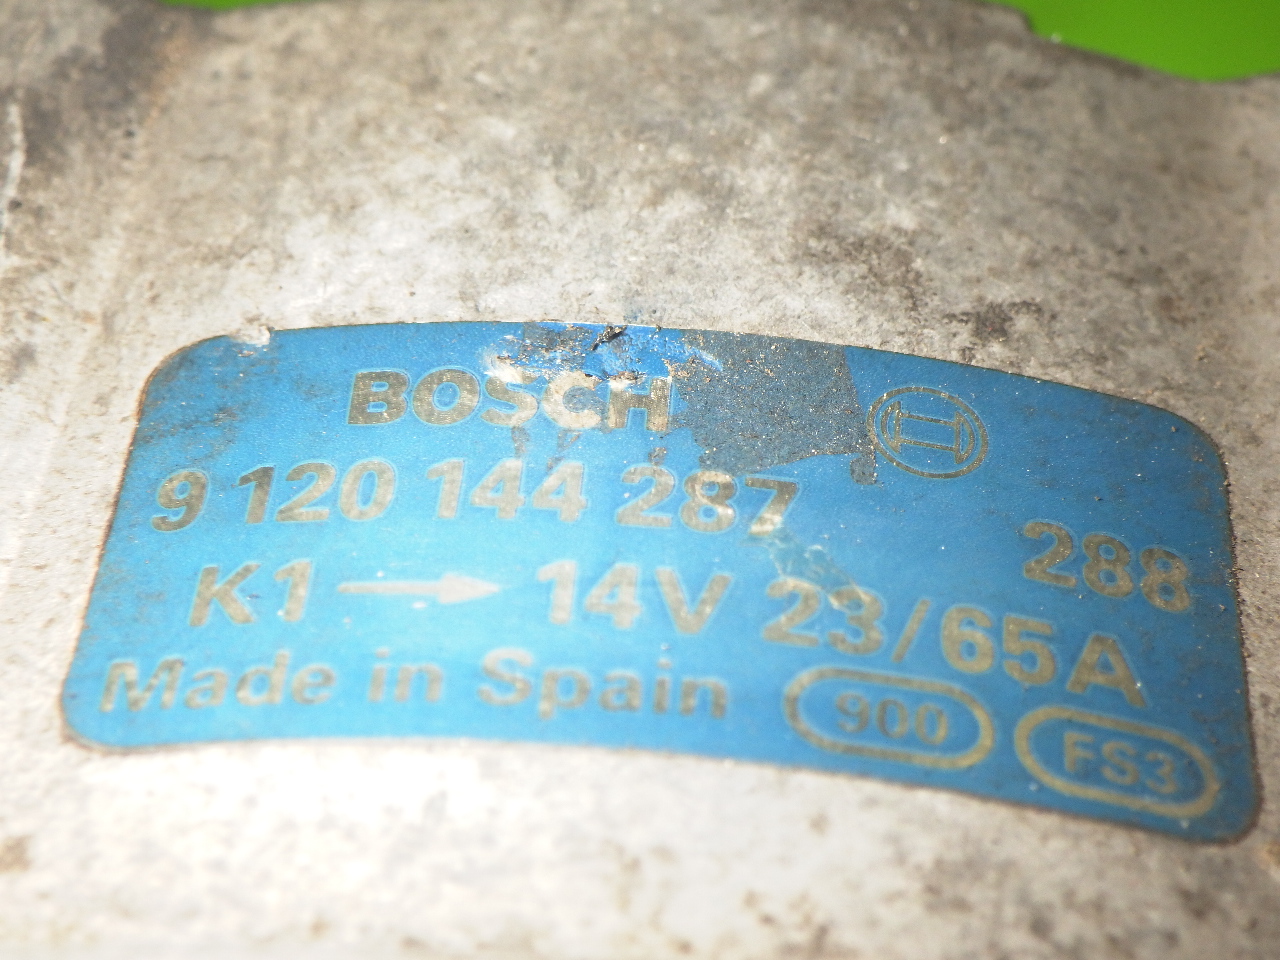 BOSCH
9 120 144 287
288
K1 → 14V 23/65A
Made in Spain 900 FS3